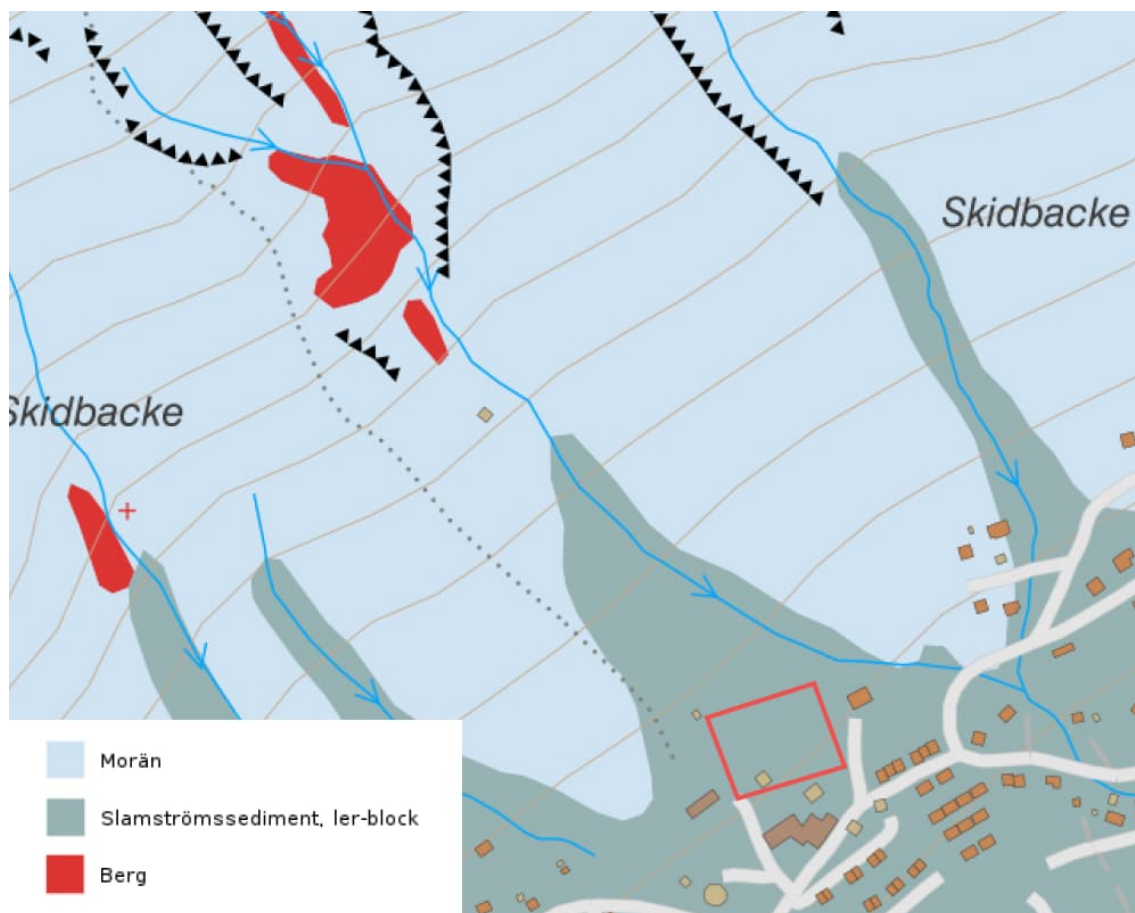 Skidbacke
Skidbacke
Morän
Slamströmssediment, ler-block
Berg